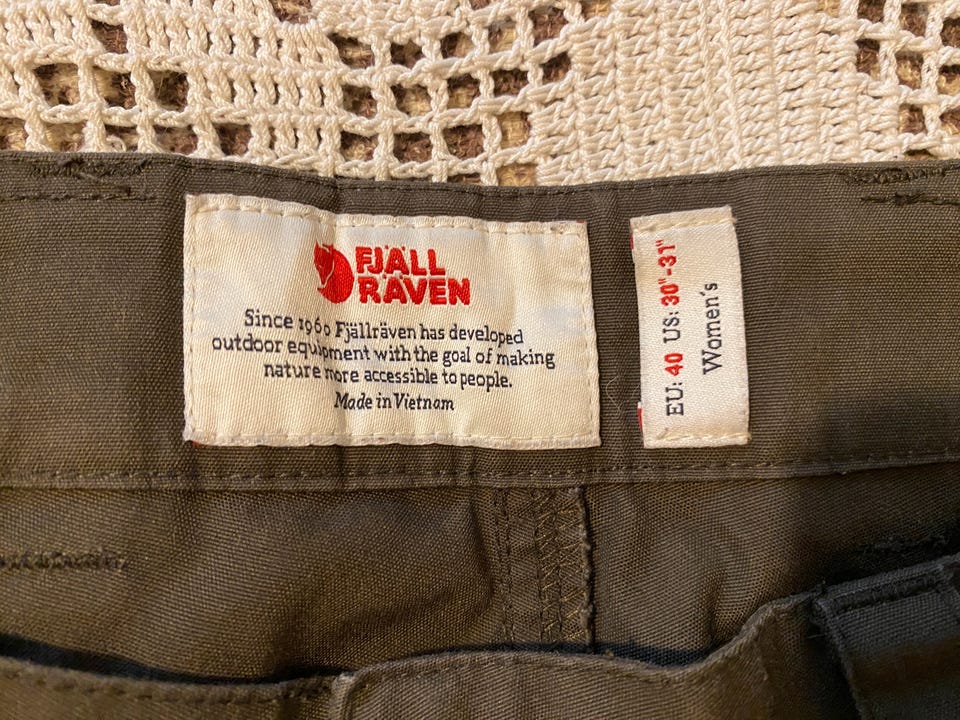 FJÄLL
RÄVEN
Since 1960 Fjällräven has developed
outdoor equipment with the goal of making
nature more accessible to people.
Made in Vietnam
EU: 40 US: 30"-31"
Women's